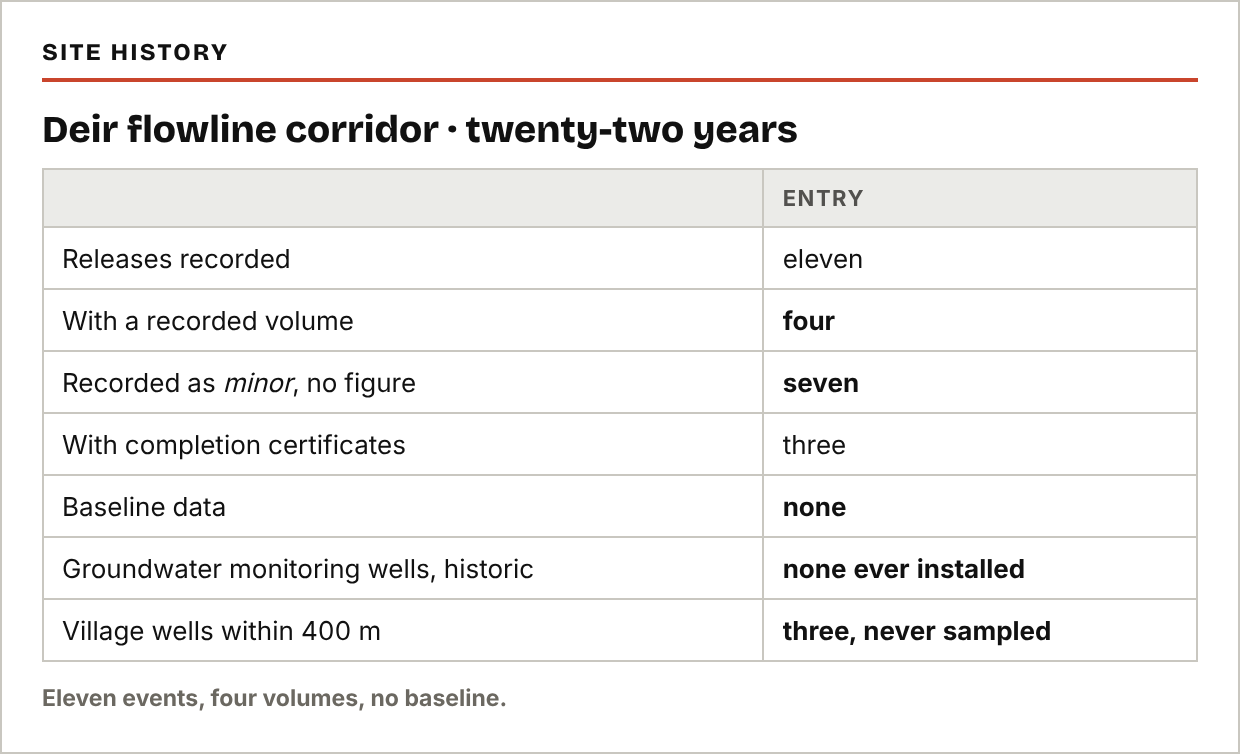 SITE HISTORY
Deir flowline corridor · twenty-two years
ENTRY
Releases recorded eleven
With a recorded volume four
Recorded as minor, no figure seven
With completion certificates three
Baseline data none
Groundwater monitoring wells, historic none ever installed
Village wells within 400 m three, never sampled
Eleven events, four volumes, no baseline.